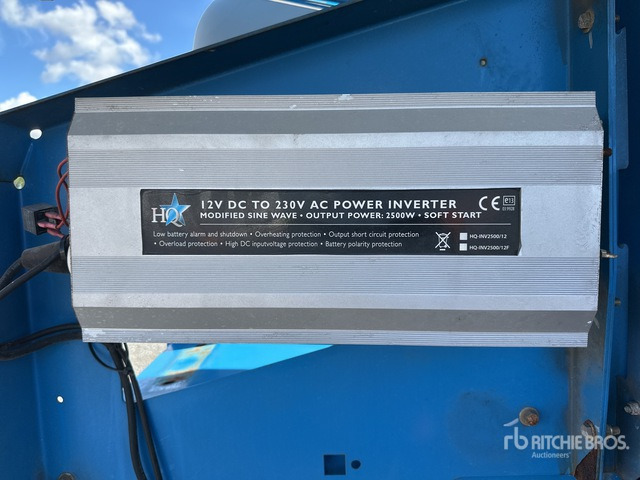 HQ
12V DC TO 230V AC POWER INVERTER
MODIFIED SINE WAVE • OUTPUT POWER: 2500W • SOFT START
Low battery alarm and shutdown • Overheating protection • Output short circuit protection
• Overload protection • High DC inputvoltage protection • Battery polarity protection
CE
e13
HQ-INV2500/12
HQ-INV2500/12F
rb RITCHIE BROS.
Auctioneers